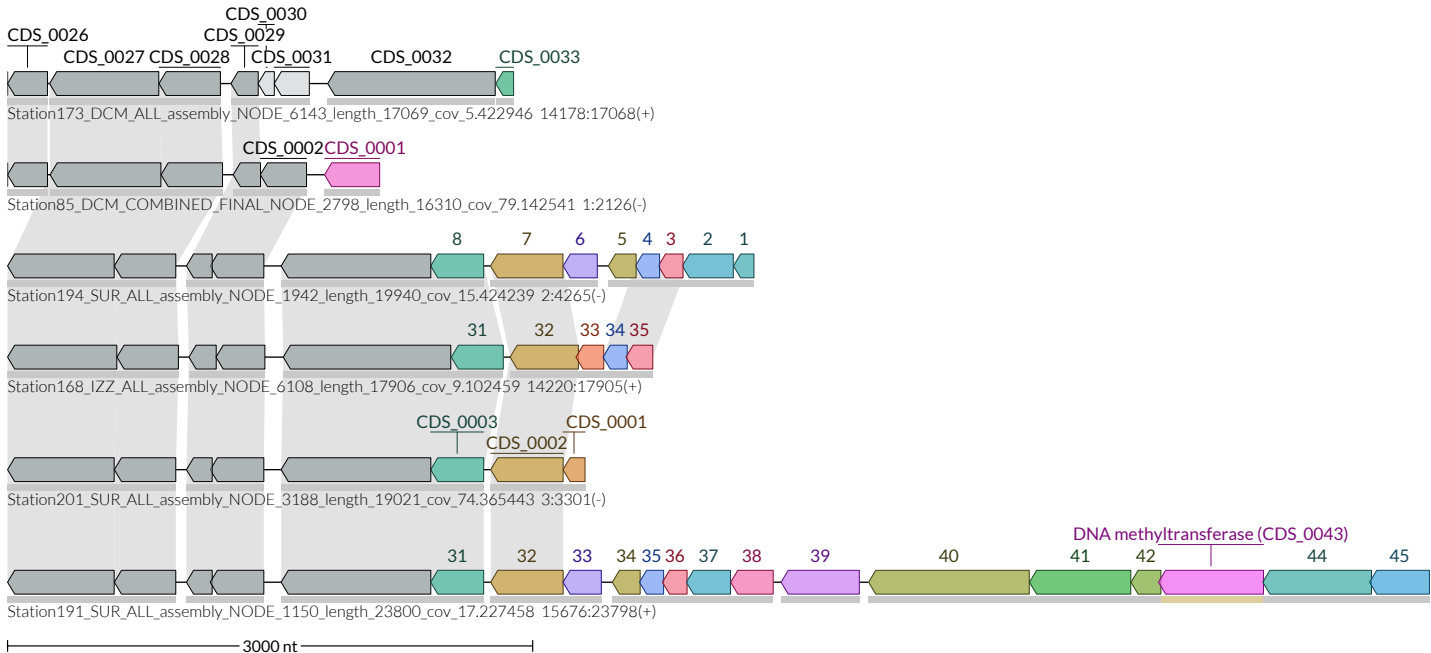 CDS_0030
CDS_0026 CDS_0029
CDS_0027 CDS_0028 CDS_0031 CDS_0032 CDS_0033
Station173_DCM_ALL_assembly_NODE_6143_length_17069_cov_5.422946 14178:17068(+)
CDS_0002 CDS_0001
Station85_DCM_COMBINED_FINAL_NODE_2798_length_16310_cov_79.142541 1:2126(-)
8 7 6 5 4 3 2 1
Station194_SUR_ALL_assembly_NODE_1942_length_19940_cov_15.424239 2:4265(-)
31 32 33 34 35
Station168_IZZ_ALL_assembly_NODE_6108_length_17906_cov_9.102459 14220:17905(+)
CDS_0003 CDS_0001
CDS_0002
Station201_SUR_ALL_assembly_NODE_3188_length_19021_cov_74.365443 3:3301(-)
DNA methyltransferase (CDS_0043)
31 32 33 34 35 36 37 38 39 40 41 42 44 45
Station191_SUR_ALL_assembly_NODE_1150_length_23800_cov_17.227458 15676:23798(+)
3000 nt